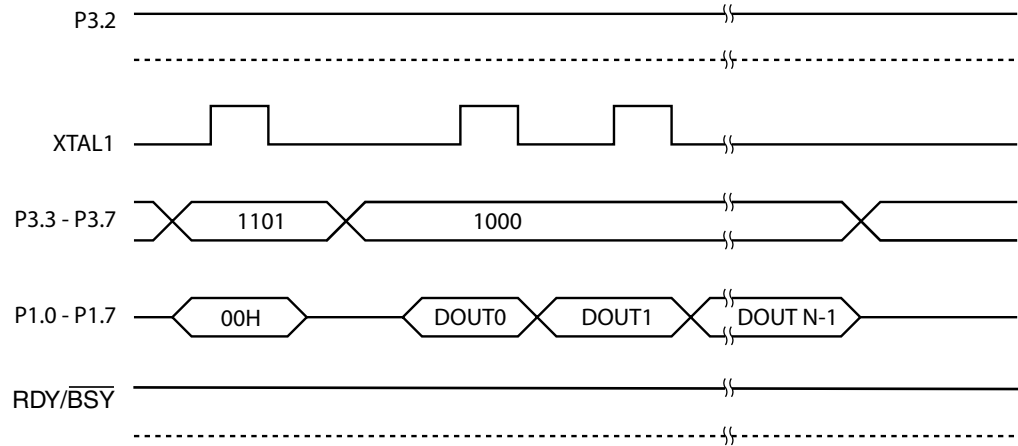 P3.2
XTAL1
P3.3 - P3.7
1101
1000
P1.0 - P1.7
00H
DOUT0
DOUT1
DOUT N-1
RDY/B̅S̅Y̅